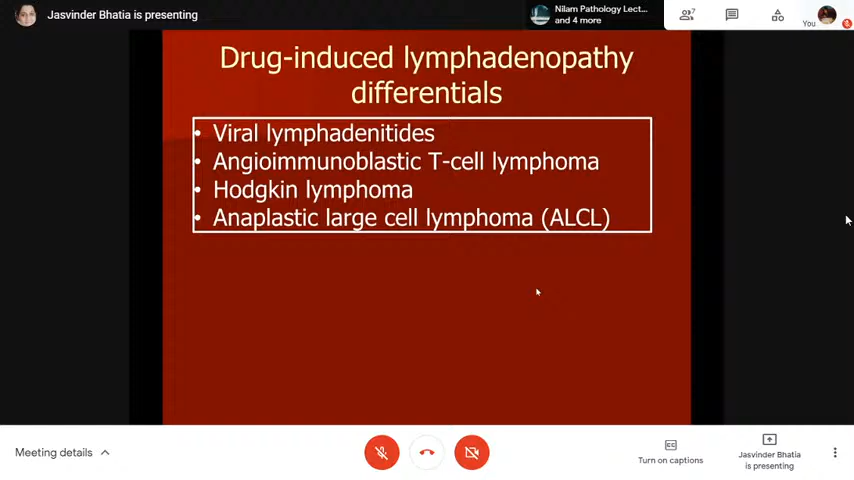 Jasvinder Bhatia is presenting
Nilam Pathology Lect...
and 4 more
7
You
Drug-induced lymphadenopathy
differentials
• Viral lymphadenitides
• Angioimmunoblastic T-cell lymphoma
• Hodgkin lymphoma
• Anaplastic large cell lymphoma (ALCL)
Meeting details
Turn on captions
Jasvinder Bhatia
is presenting